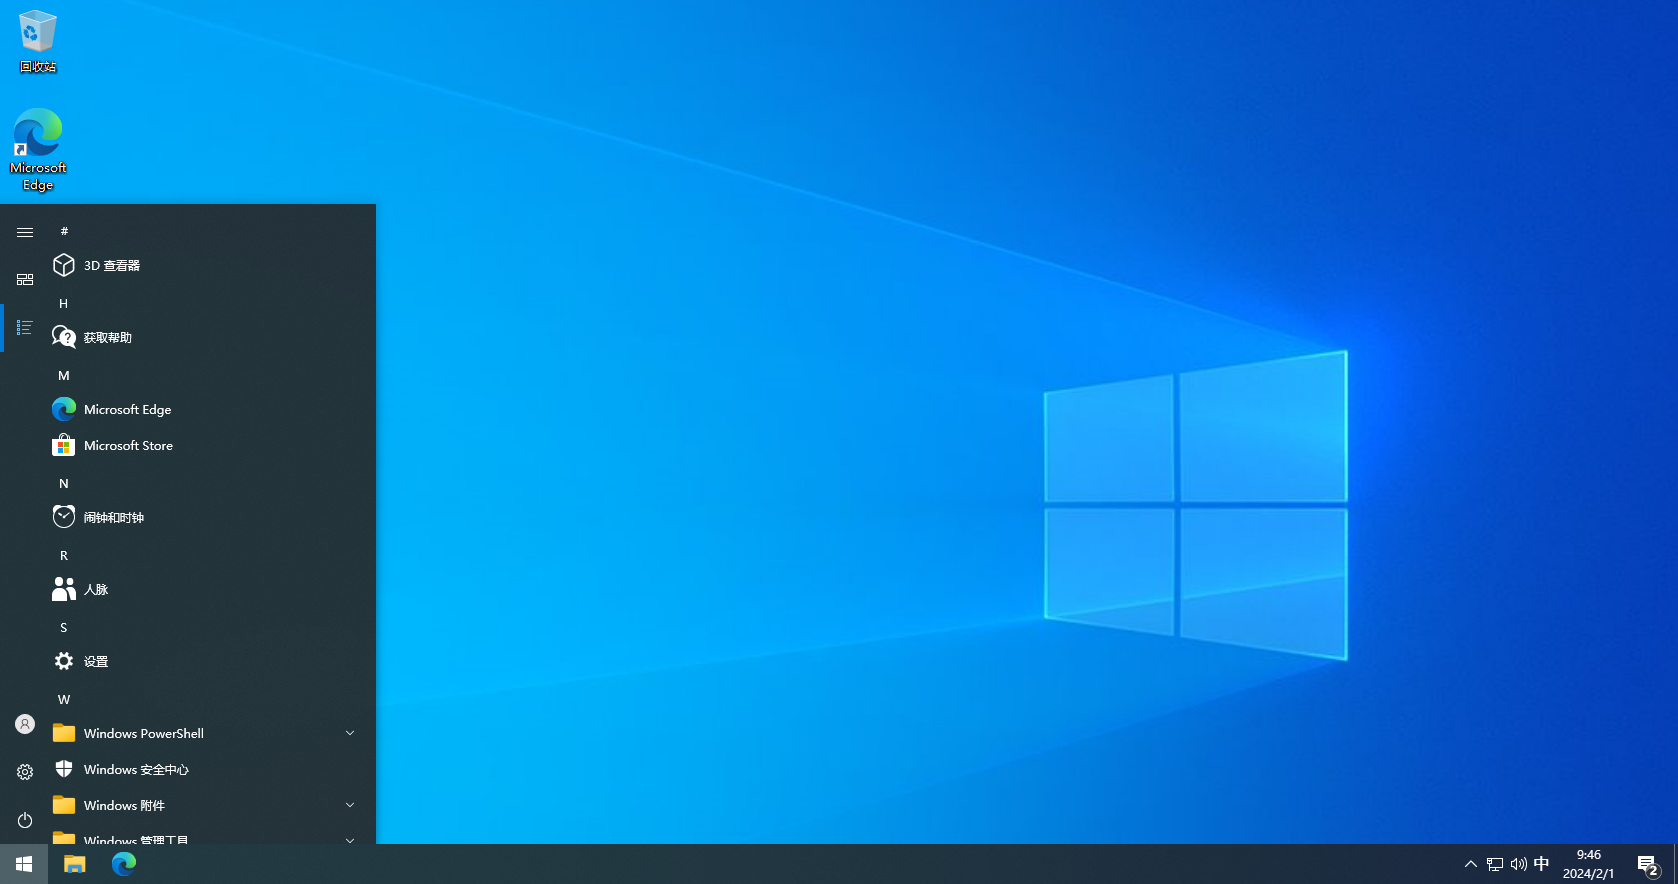 回收站
Microsoft
Edge
#
3D 查看器
H
获取帮助
M
Microsoft Edge
Microsoft Store
N
闹钟和时钟
R
人脉
S
设置
W
Windows PowerShell
Windows 安全中心
Windows 附件
Windows 管理工具
中
9:46
2024/2/1
2